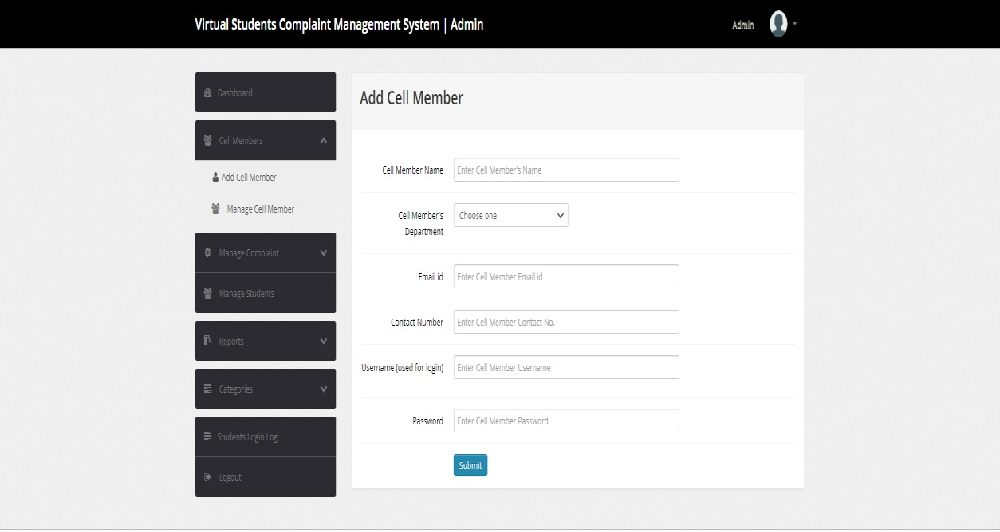 Virtual Students Complaint Management System | Admin
Admin
Dashboard
Cell Members
Add Cell Member
Manage Cell Member
Manage Complaint
Manage Students
Reports
Categories
Students Login Log
Logout
Add Cell Member
Cell Member Name
Enter Cell Member's Name
Cell Member's
Department
Choose one
Email id
Enter Cell Member Email id
Contact Number
Enter Cell Member Contact No.
Username (used for login)
Enter Cell Member Username
Password
Enter Cell Member Password
Submit